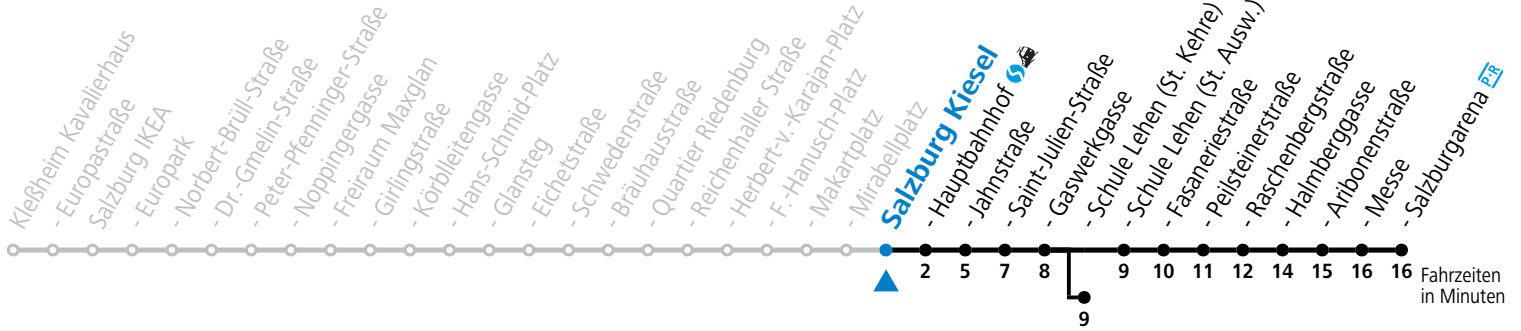 Kleßheim Kavalierhaus
- Europastraße
Salzburg IKEA
- Europark
- Norbert-Brüll-Straße
- Dr.-Gmelin-Straße
- Peter-Pfenninger-Straße
- Noppingergasse
- Freiraum Maxglan
- Girlingstraße
- Körblleitengasse
- Hans-Schmid-Platz
- Glansteg
- Eichetstraße
- Schwedenstraße
- Bräuhausstraße
- Quartier Riedenburg
- Reichenhaller Straße
- Herbert-v.-Karajan-Platz
- F.-Hanusch-Platz
- Makartplatz
- Mirabellplatz
Salzburg Kiesel
- Hauptbahnhof
- Jahnstraße
- Saint-Julien-Straße
- Gaswerkgasse
- Schule Lehen (St. Kehre)
- Schule Lehen (St. Ausw.)
- Fasaneriestraße
- Peilsteinerstraße
- Raschenbergstraße
- Halmberggasse
- Aribonenstraße
- Messe
- Salzburgarena P+R
2 5 7 8 9 10 11 12 14 15 16 16
9
Fahrzeiten
in Minuten